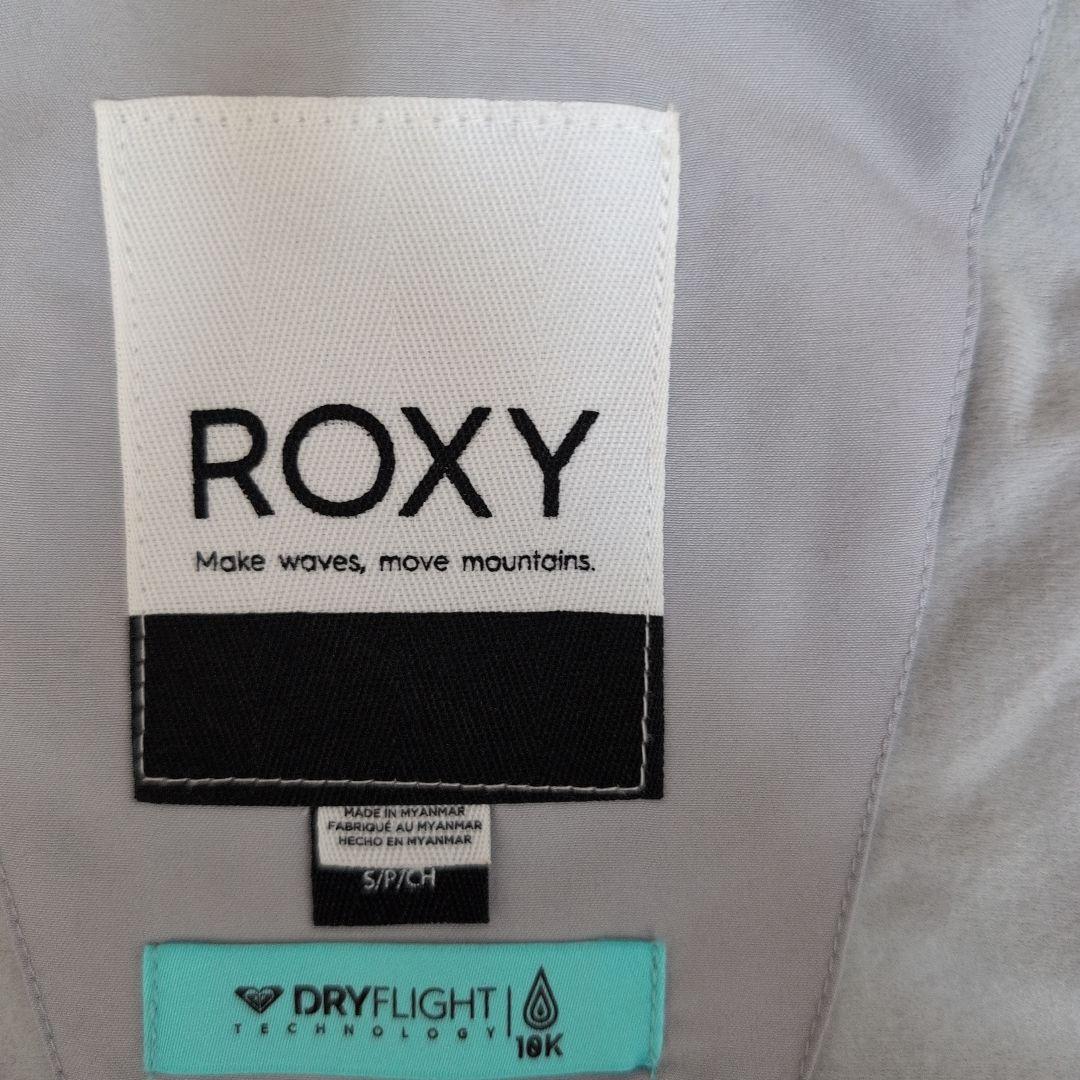 ROXY
Make waves, move mountains.
MADE IN MYANMAR
FABRIQUÉ AU MYANMAR
HECHO EN MYANMAR
S/P/CH
DRYFLIGHT
TECHNOLOGY
10K